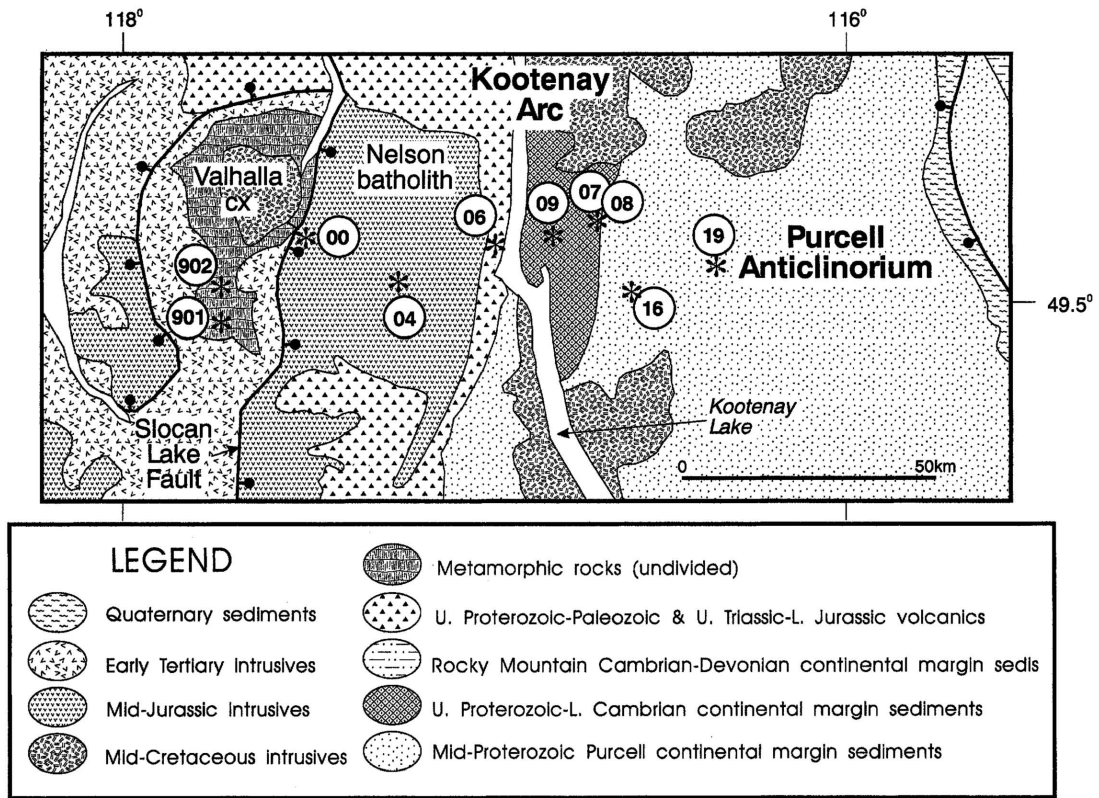 118⁰
116⁰
Kootenay
Arc
Nelson
batholith
Valhalla
cx
07
09
08
06
00
19
Purcell
Anticlinorium
902
16
49.5⁰
901
04
Kootenay
Lake
Slocan
Lake
Fault
0 50km
LEGEND
Metamorphic rocks (undivided)
Quaternary sediments
U. Proterozoic-Paleozoic & U. Triassic-L. Jurassic volcanics
Early Tertiary intrusives
Rocky Mountain Cambrian-Devonian continental margin sedis
Mid-Jurassic intrusives
U. Proterozoic-L. Cambrian continental margin sediments
Mid-Cretaceous intrusives
Mid-Proterozoic Purcell continental margin sediments